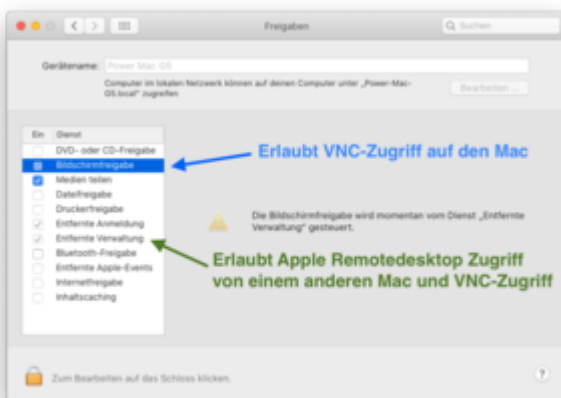 Freigaben
Suchen
Gerätename: Power Mac G5
Computer im lokalen Netzwerk können auf deinen Computer unter „Power-Mac-
G5.local“ zugreifen
Bearbeiten ...
Ein Dienst
DVD- oder CD-Freigabe
Bildschirmfreigabe
Medien teilen
Dateifreigabe
Druckerfreigabe
Entfernte Anmeldung
Entfernte Verwaltung
Bluetooth-Freigabe
Entfernte Apple-Events
Internetfreigabe
Inhaltscaching
Erlaubt VNC-Zugriff auf den Mac
Die Bildschirmfreigabe wird momentan vom Dienst „Entfernte
Verwaltung“ gesteuert.
Erlaubt Apple Remotedesktop Zugriff
von einem anderen Mac und VNC-Zugriff
Zum Bearbeiten auf das Schloss klicken.
?